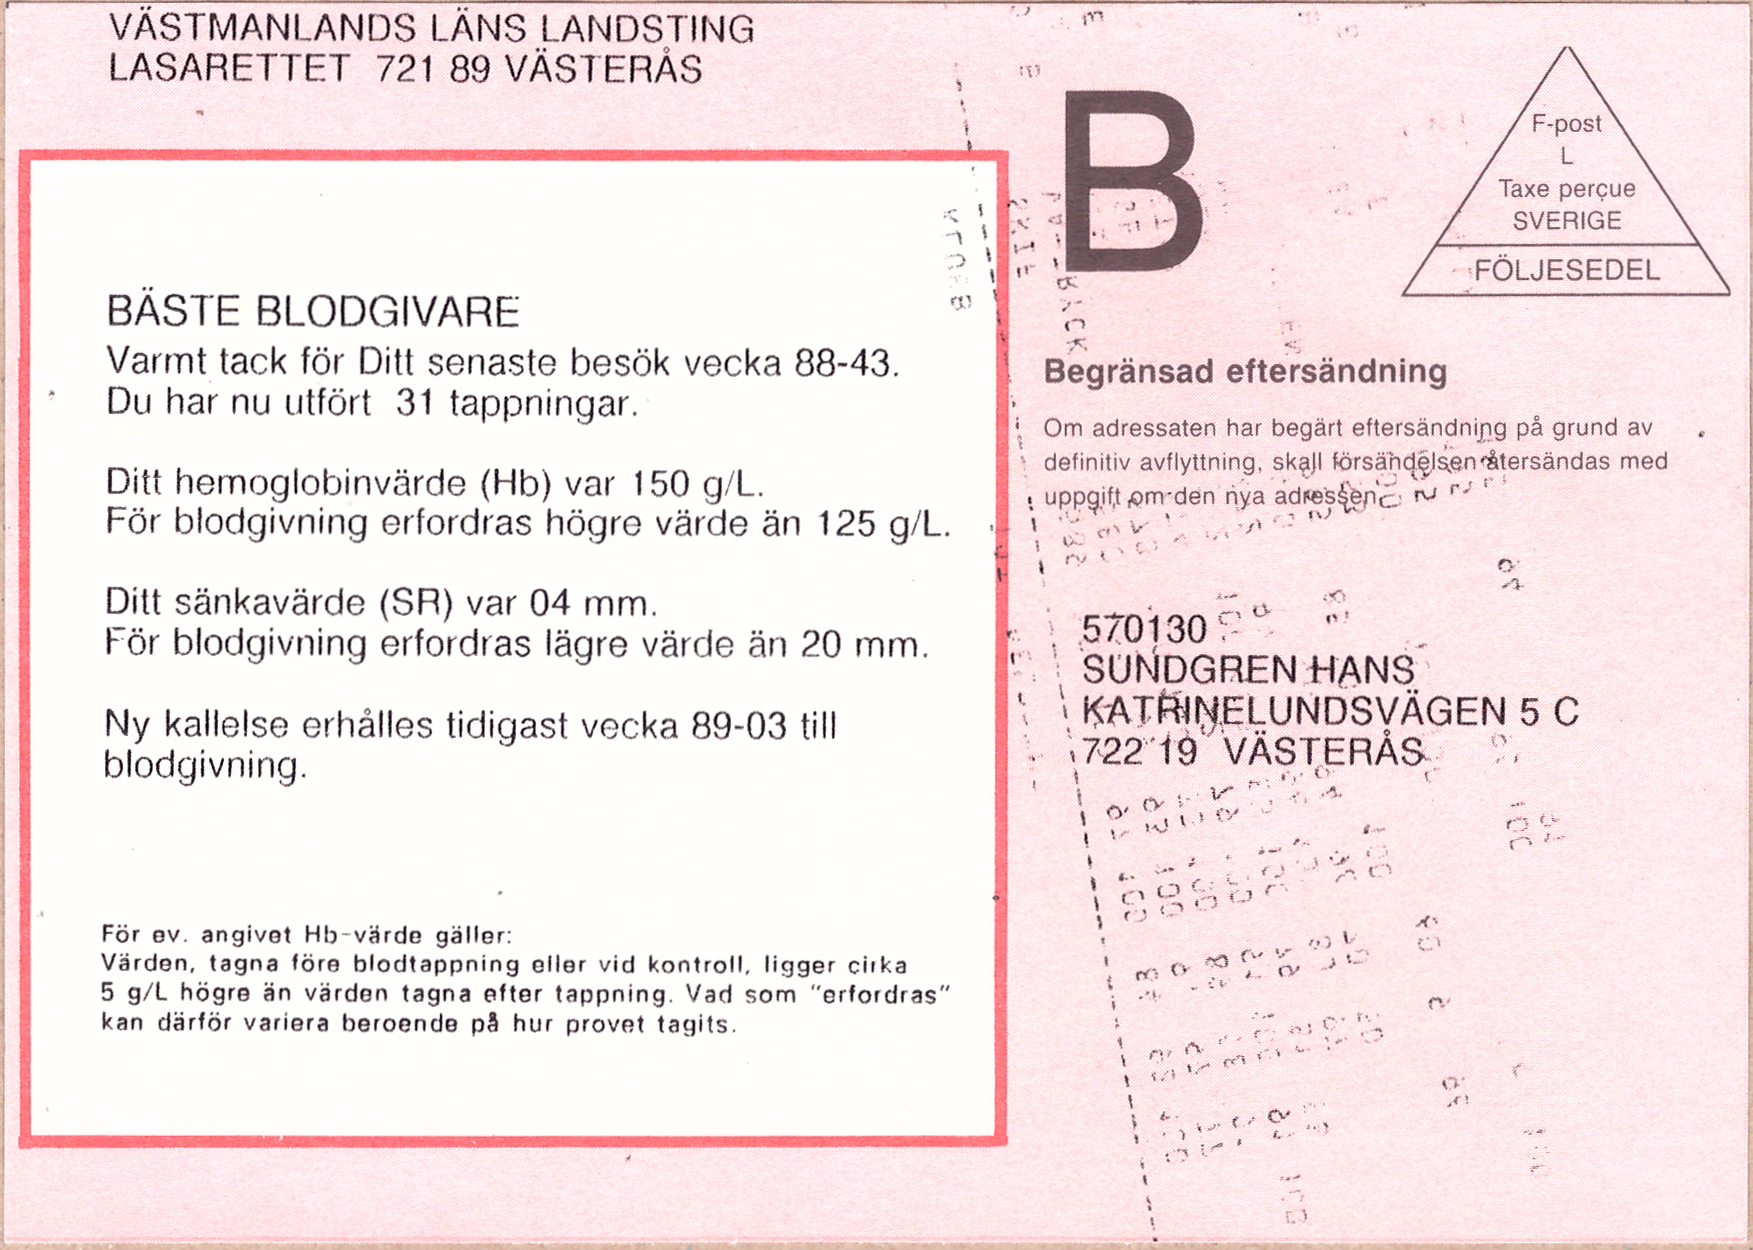 VÄSTMANLANDS LÄNS LANDSTING
LASARETTET 721 89 VÄSTERÅS
BÄSTE BLODGIVARE
Varmt tack för Ditt senaste besök vecka 88-43.
Du har nu utfört 31 tappningar.
Ditt hemoglobinvärde (Hb) var 150 g/L.
För blodgivning erfordras högre värde än 125 g/L.
Ditt sänkavärde (SR) var 04 mm.
För blodgivning erfordras lägre värde än 20 mm.
Ny kallelse erhålles tidigast vecka 89-03 till
blodgivning.
För ev. angivet Hb-värde gäller:
Värden, tagna före blodtappning eller vid kontroll, ligger cirka
5 g/L högre än värden tagna efter tappning. Vad som "erfordras"
kan därför variera beroende på hur provet tagits.
B
F-post
L
Taxe perçue
SVERIGE
FÖLJESEDEL
Begränsad eftersändning
Om adressaten har begärt eftersändning på grund av
definitiv avflyttning, skall försändelsen återsändas med
uppgift om den nya adressen.
570130
SUNDGREN HANS
KATRINELUNDSVÄGEN 5 C
722 19 VÄSTERÅS